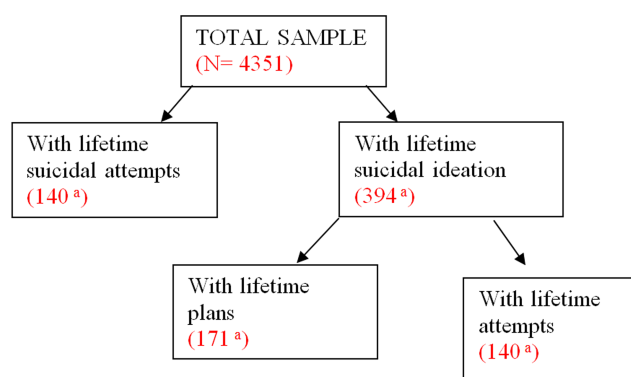 TOTAL SAMPLE
(N= 4351)
With lifetime
suicidal attempts
(140 ª)
With lifetime
suicidal ideation
(394 ª)
With lifetime
plans
(171 ª)
With lifetime
attempts
(140 ª)